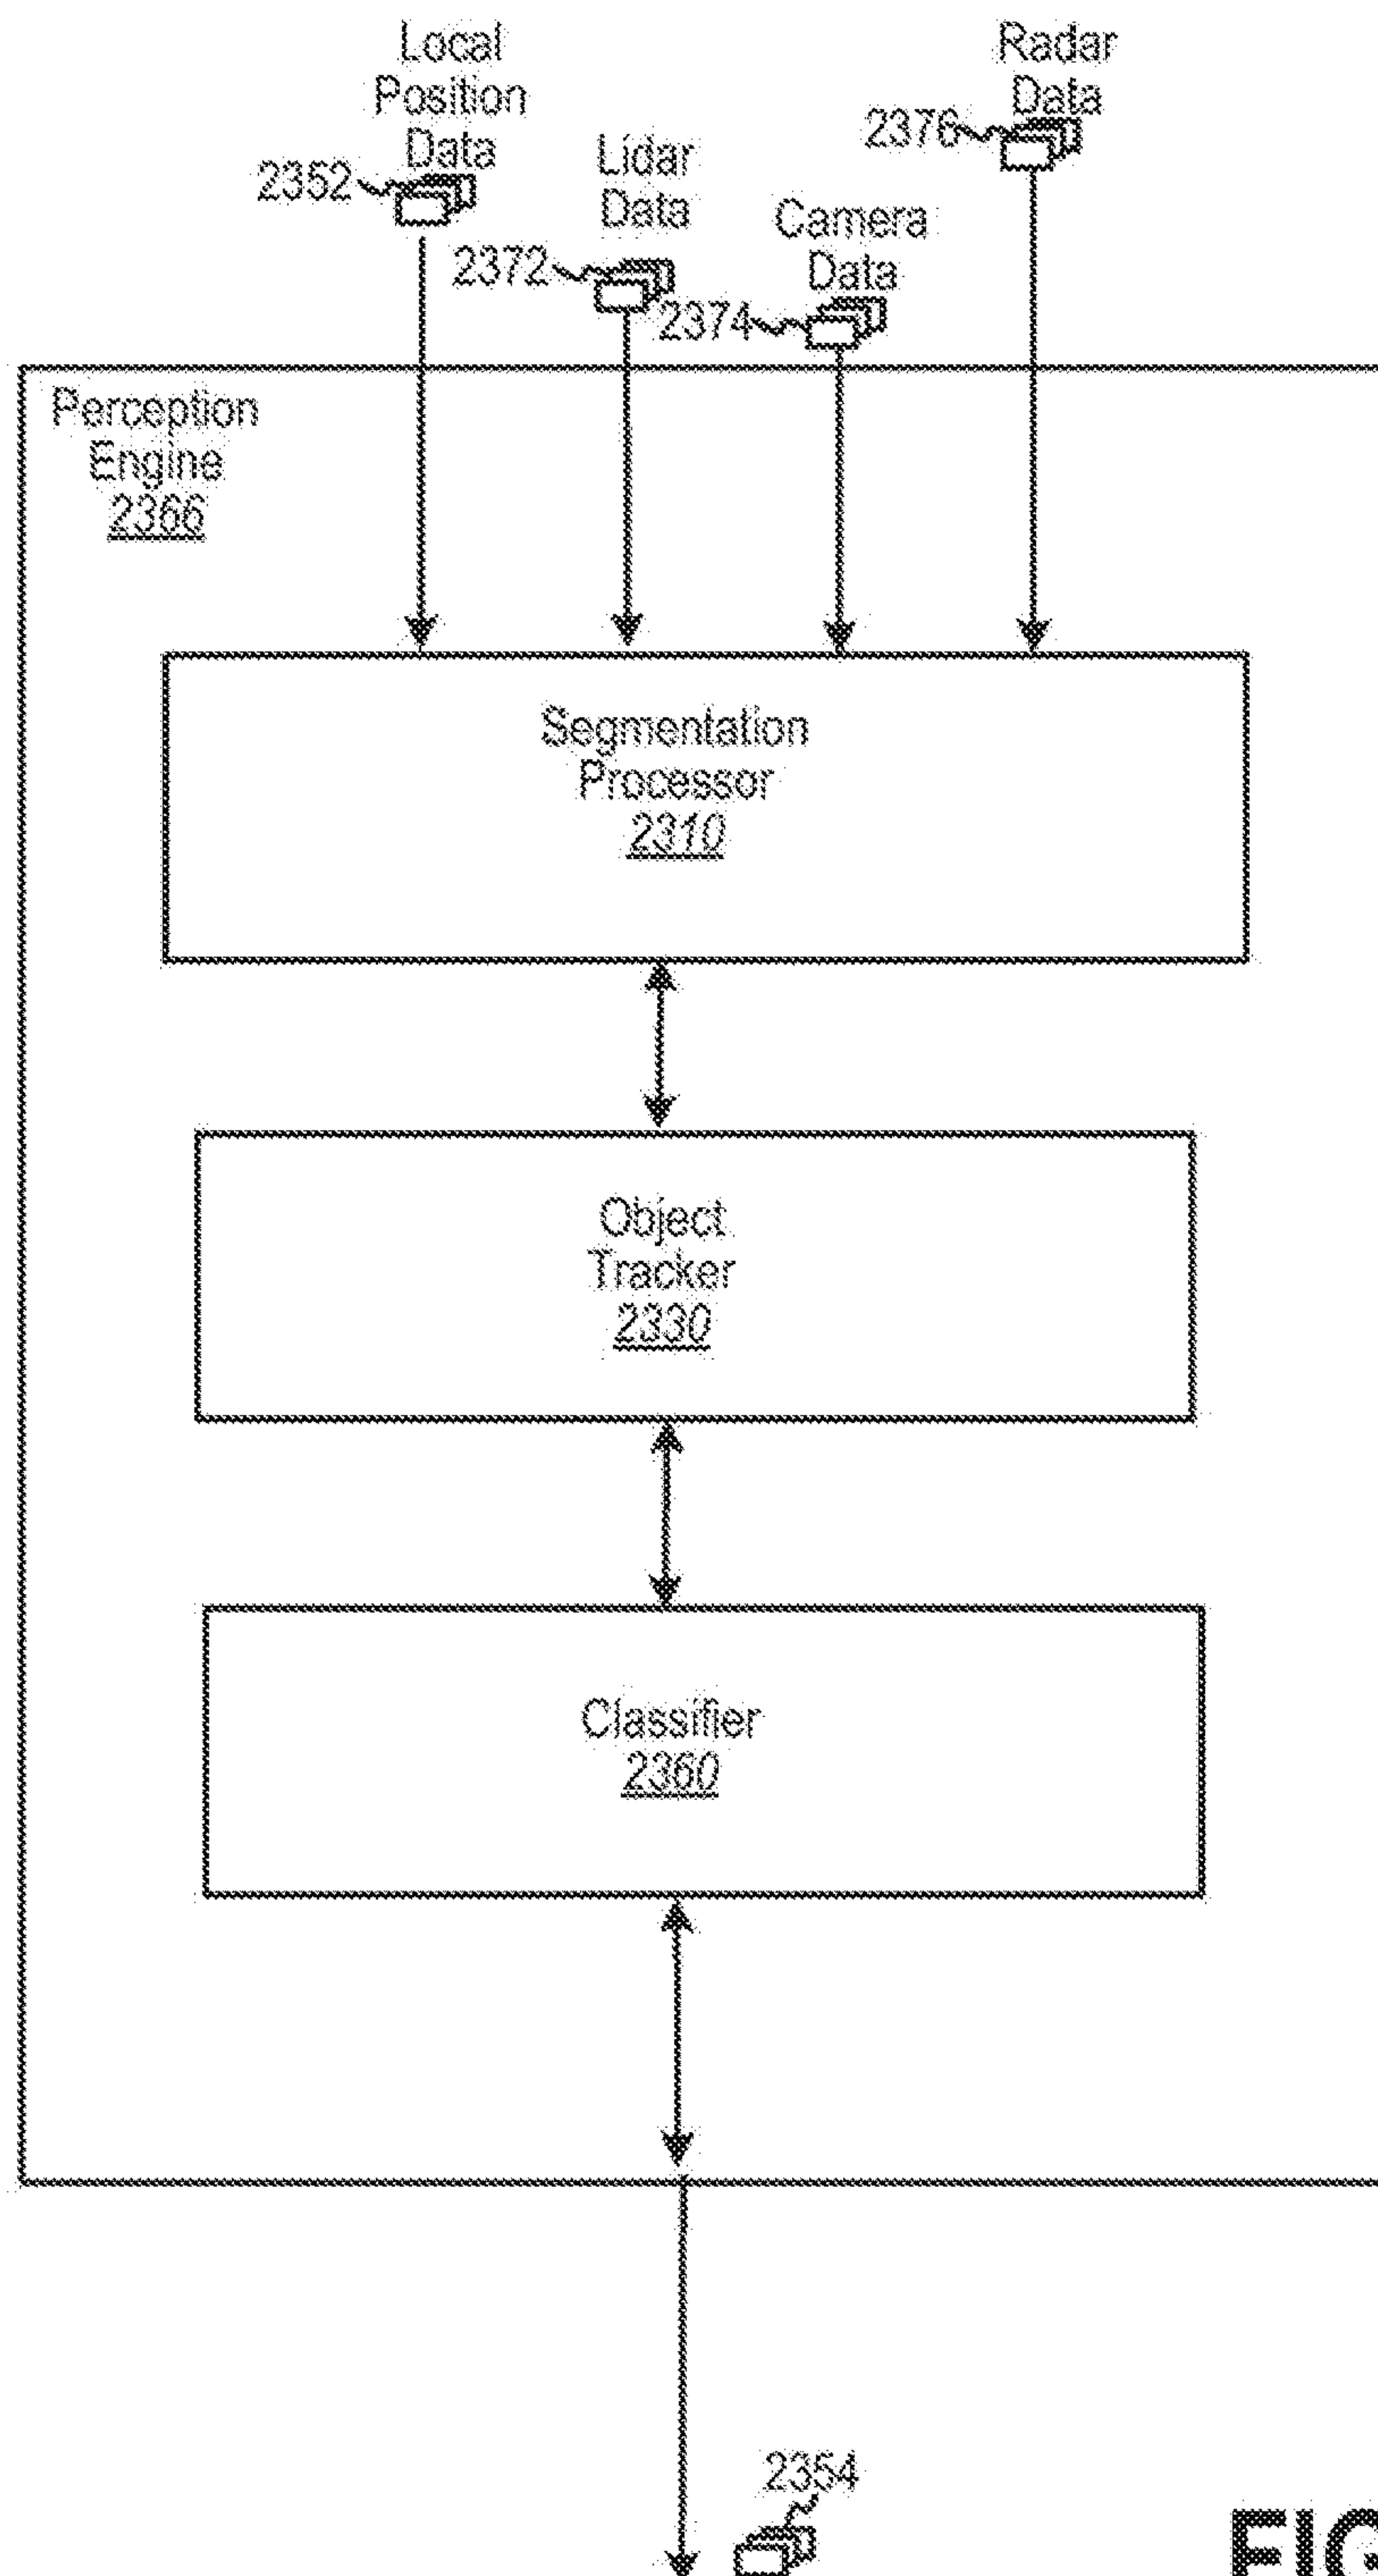 Local
Position
Data
2352
Lidar
Data
2372
Camera
Data
2374
Radar
Data
2376
Perception
Engine
2366
Segmentation
Processor
2310
Object
Tracker
2330
Classifier
2360
2354
FIG